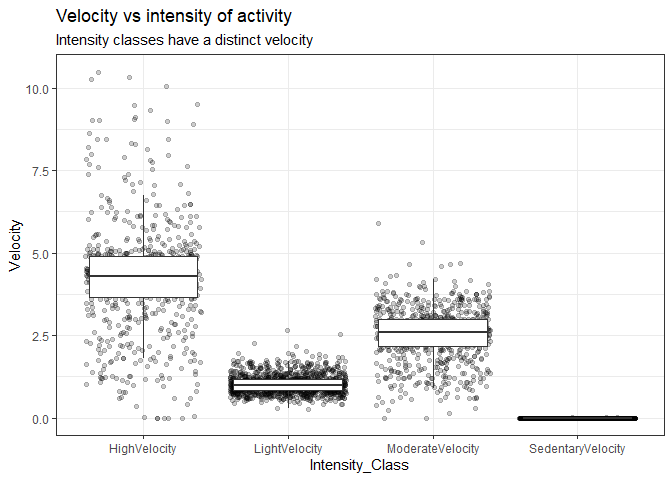 Velocity vs intensity of activity
Intensity classes have a distinct velocity
10.0
7.5
5.0
2.5
0.0
Velocity
HighVelocity LightVelocity ModerateVelocity SedentaryVelocity
Intensity_Class